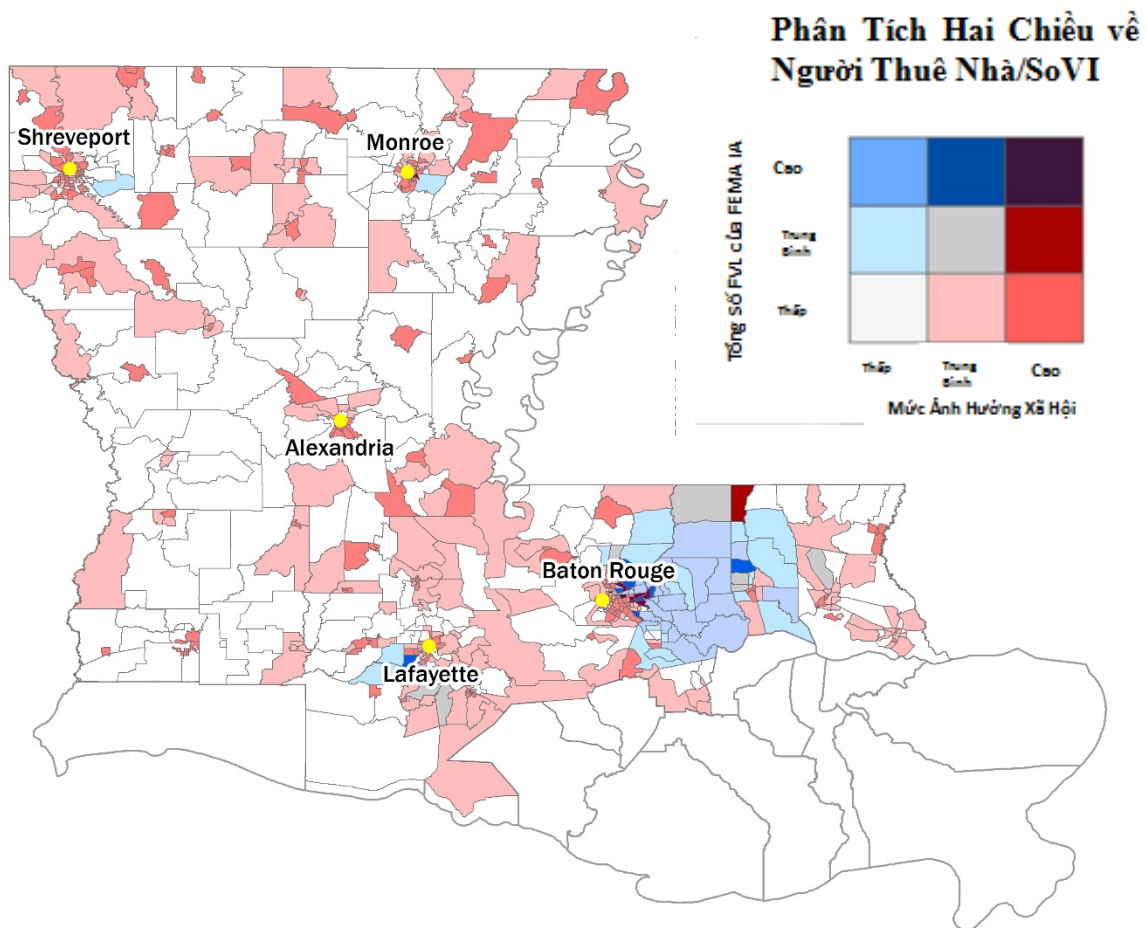 Phân Tích Hai Chiều về
Người Thuê Nhà/SoVI
Tổng Số FVL của FEMA IA
Cao
Trung
Bình
Thấp
Thấp
Trung
Bình
Cao
Mức Ảnh Hưởng Xã Hội
Shreveport
Monroe
Alexandria
Baton Rouge
Lafayette